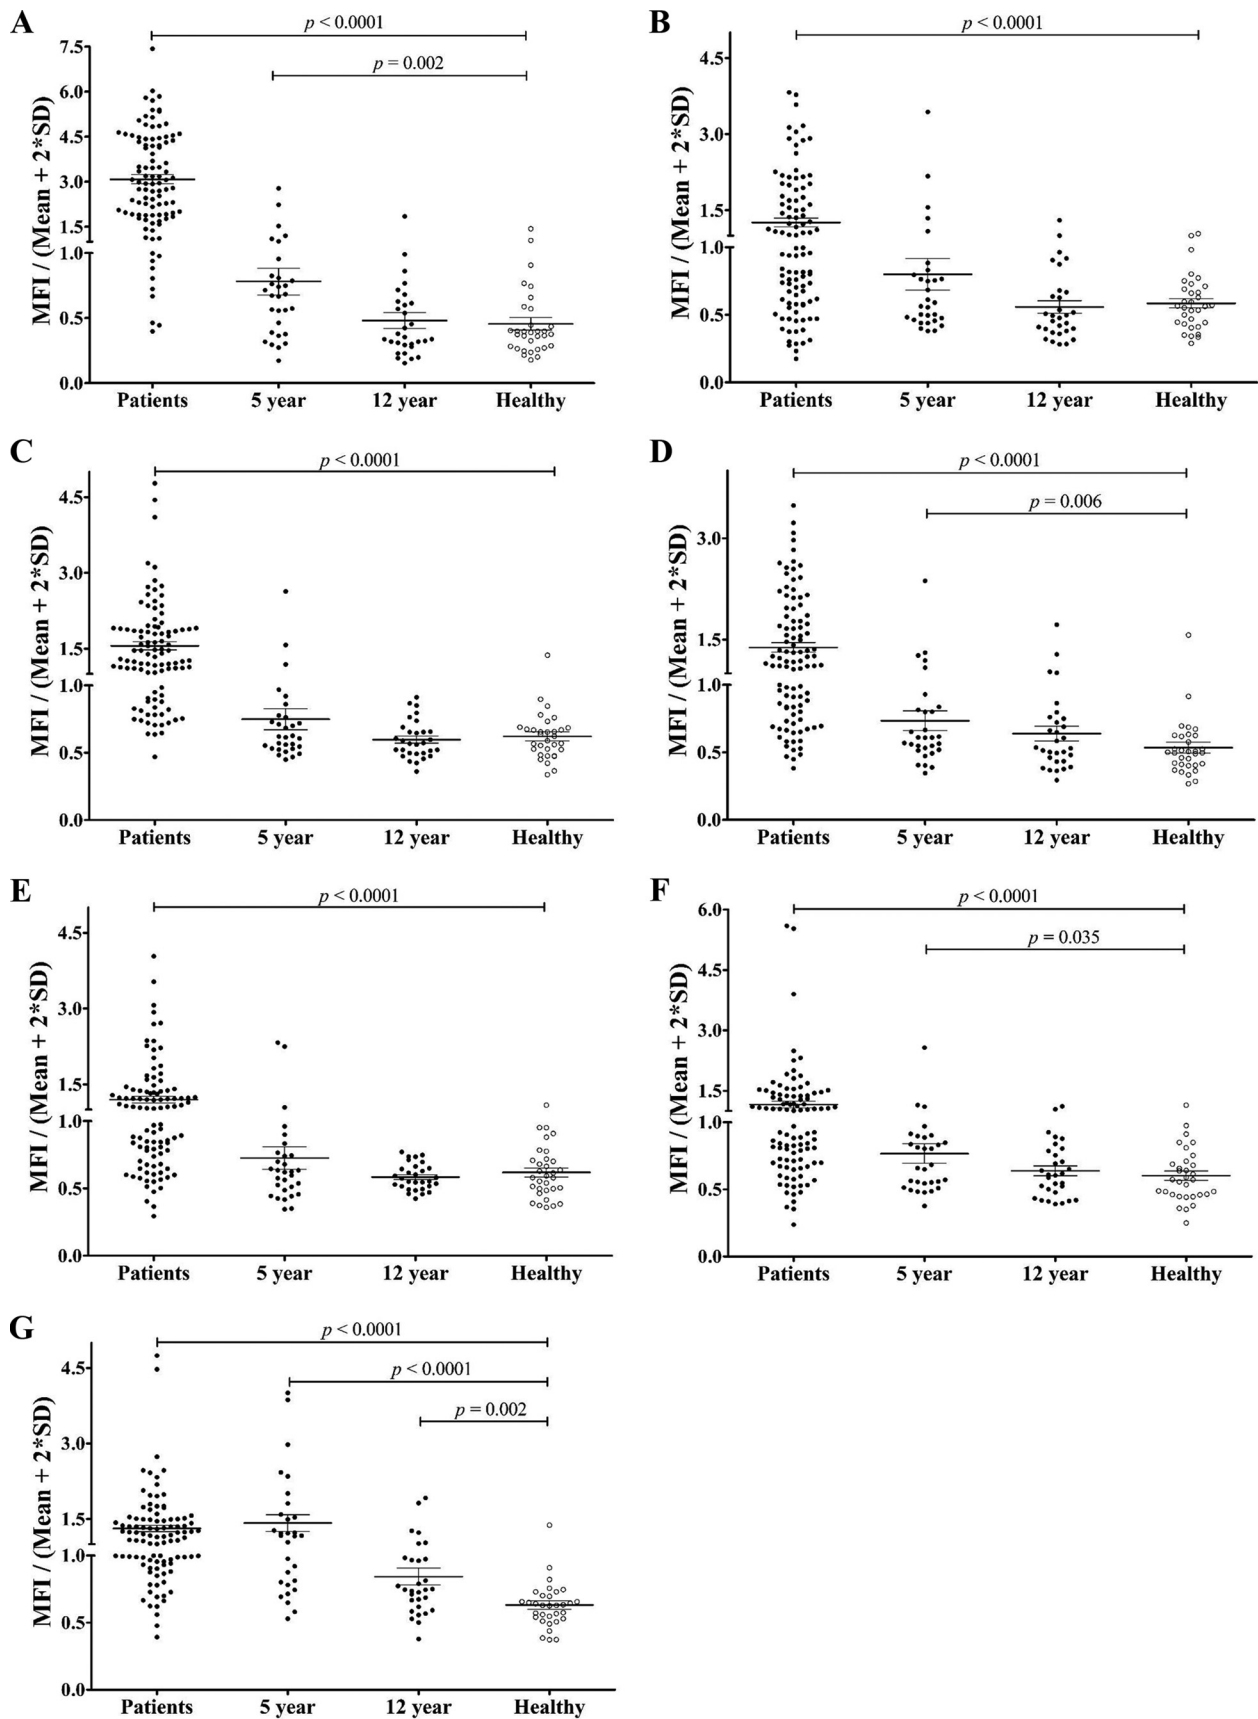 A
p < 0.0001
p = 0.002
MFI / (Mean + 2*SD)
7.5
6.0
4.5
3.0
1.5
1.0
0.5
0.0
Patients 5 year 12 year Healthy
B
p < 0.0001
MFI / (Mean + 2*SD)
4.5
3.0
1.5
1.0
0.5
0.0
Patients 5 year 12 year Healthy
C
p < 0.0001
MFI / (Mean + 2*SD)
4.5
3.0
1.5
1.0
0.5
0.0
Patients 5 year 12 year Healthy
D
p < 0.0001
p = 0.006
MFI / (Mean + 2*SD)
3.0
1.5
1.0
0.5
0.0
Patients 5 year 12 year Healthy
E
p < 0.0001
MFI / (Mean + 2*SD)
4.5
3.0
1.5
1.0
0.5
0.0
Patients 5 year 12 year Healthy
F
p < 0.0001
p = 0.035
MFI / (Mean + 2*SD)
6.0
4.5
3.0
1.5
1.0
0.5
0.0
Patients 5 year 12 year Healthy
G
p < 0.0001
p < 0.0001
p = 0.002
MFI / (Mean + 2*SD)
4.5
3.0
1.5
1.0
0.5
0.0
Patients 5 year 12 year Healthy